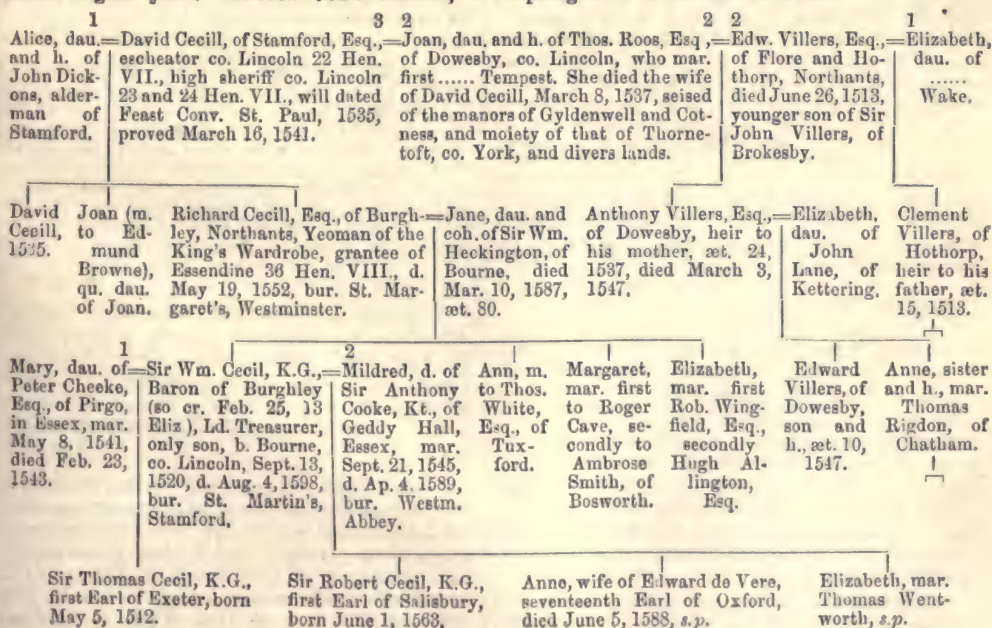 1 3 2 2 2 1
Alice, dau.
and h. of
John Dick-
ons, alder-
man of
Stamford.
=David Cecill, of Stamford, Esq.,=
escheator co. Lincoln 22 Hen.
VII., high sheriff co. Lincoln
23 and 24 Hen. VII., will dated
Feast Conv. St. Paul, 1535,
proved March 16, 1541.
Joan, dau. and h. of Thos. Roos, Esq.,=
of Dowesby, co. Lincoln, who mar.
first ...... Tempest. She died the wife
of David Cecill, March 8, 1537, seised
of the manors of Gyldenwell and Cot-
ness, and moiety of that of Thorne-
toft, co. York, and divers lands.
Edw. Villers, Esq.,=
of Flore and Ho-
thorp, Northants,
died June 26, 1513,
younger son of Sir
John Villers, of
Brokesby.
Elizabeth,
dau. of
......
Wake.
David
Cecill,
1535.
Joan (m.
to Ed-
mund
Browne),
qu. dau.
of Joan.
Richard Cecill, Esq., of Burgh-=
ley, Northants, Yeoman of the
King's Wardrobe, grantee of
Essendine 36 Hen. VIII., d.
May 19, 1552, bur. St. Mar-
garet's, Westminster.
Jane, dau. and
coh. of Sir Wm.
Heckington, of
Bourne, died
Mar. 10, 1587,
æt. 80.
Anthony Villers, Esq.,=
of Dowesby, heir to
his mother, æt. 24,
1537, died March 3,
1547.
Elizabeth,
dau. of
John
Lane, of
Kettering.
Clement
Villers, of
Hothorp,
heir to his
father, æt.
15, 1513.
1 2
Mary, dau. of=
Peter Cheeke,
Esq., of Pirgo,
in Essex, mar.
May 8, 1541,
died Feb. 23,
1543.
Sir Wm. Cecil, K.G.,=
Baron of Burghley
(so cr. Feb. 25, 13
Eliz.), Ld. Treasurer,
only son, b. Bourne,
co. Lincoln, Sept. 13,
1520, d. Aug. 4, 1598,
bur. St. Martin's,
Stamford.
Mildred, d. of
Sir Anthony
Cooke, Kt., of
Geddy Hall,
Essex, mar.
Sept. 21, 1545,
d. Ap. 4. 1589,
bur. Westm.
Abbey.
Ann, m.
to Thos.
White,
Esq., of
Tux-
ford.
Margaret,
mar. first
to Roger
Cave, se-
condly to
Ambrose
Smith, of
Bosworth.
Elizabeth,
mar. first
Rob. Wing-
field, Esq.,
secondly
Hugh Al-
lington,
Esq.
Edward
Villers, of
Dowesby,
son and
h., æt. 10,
1547.
Anne, sister
and h., mar.
Thomas
Rigdon, of
Chatham.
Sir Thomas Cecil, K.G.,
first Earl of Exeter, born
May 5, 1542.
Sir Robert Cecil, K.G.,
first Earl of Salisbury,
born June 1, 1563.
Anne, wife of Edward de Vere,
seventeenth Earl of Oxford,
died June 5, 1588, s.p.
Elizabeth, mar.
Thomas Went-
worth, s.p.